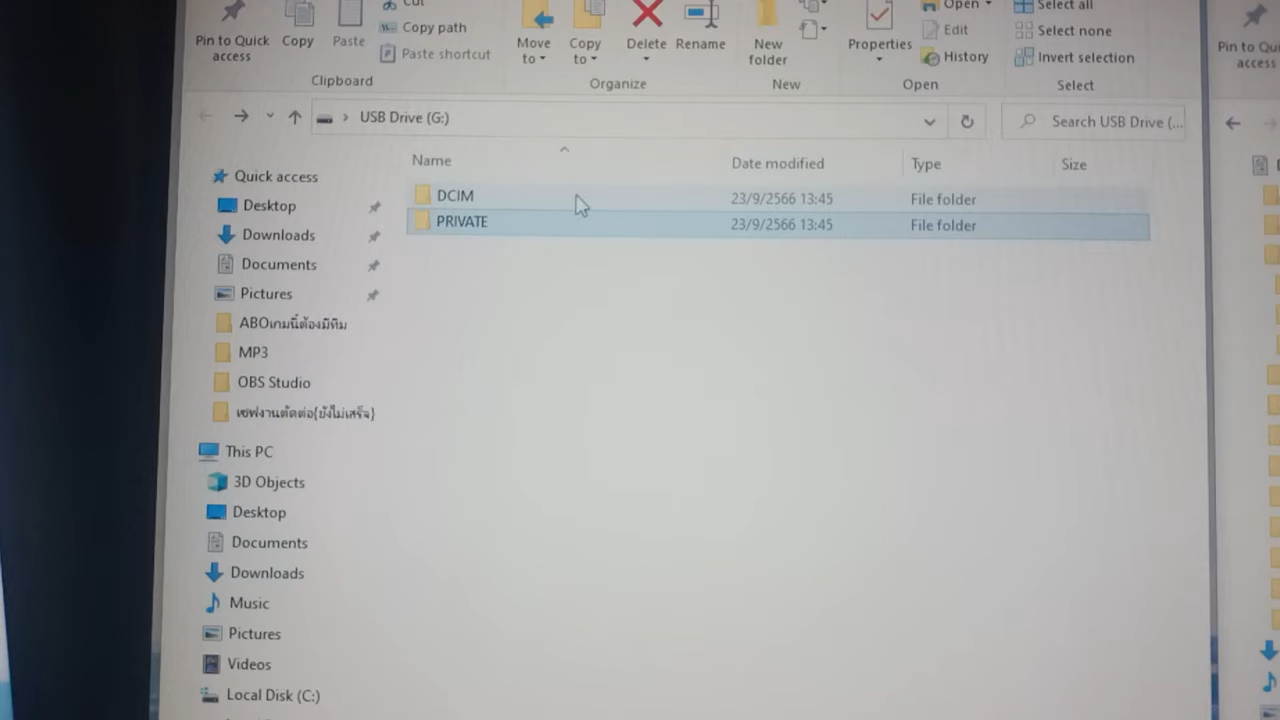 Cut
Open
Select all
Copy path
Edit
Select none
Pin to Quick access
Copy
Paste
Paste shortcut
Move to
Copy to
Delete
Rename
New folder
Properties
History
Invert selection
Clipboard
Organize
New
Open
Select
Pin to Qu
access
USB Drive (G:)
Search USB Drive (...
Name
Date modified
Type
Size
DCIM
23/9/2566 13:45
File folder
PRIVATE
23/9/2566 13:45
File folder
Quick access
Desktop
Downloads
Documents
Pictures
ABOเกมนี้ต้องมีทิม
MP3
OBS Studio
เซฟงานตัดต่อ{ยังไม่เสร็จ}
This PC
3D Objects
Desktop
Documents
Downloads
Music
Pictures
Videos
Local Disk (C:)